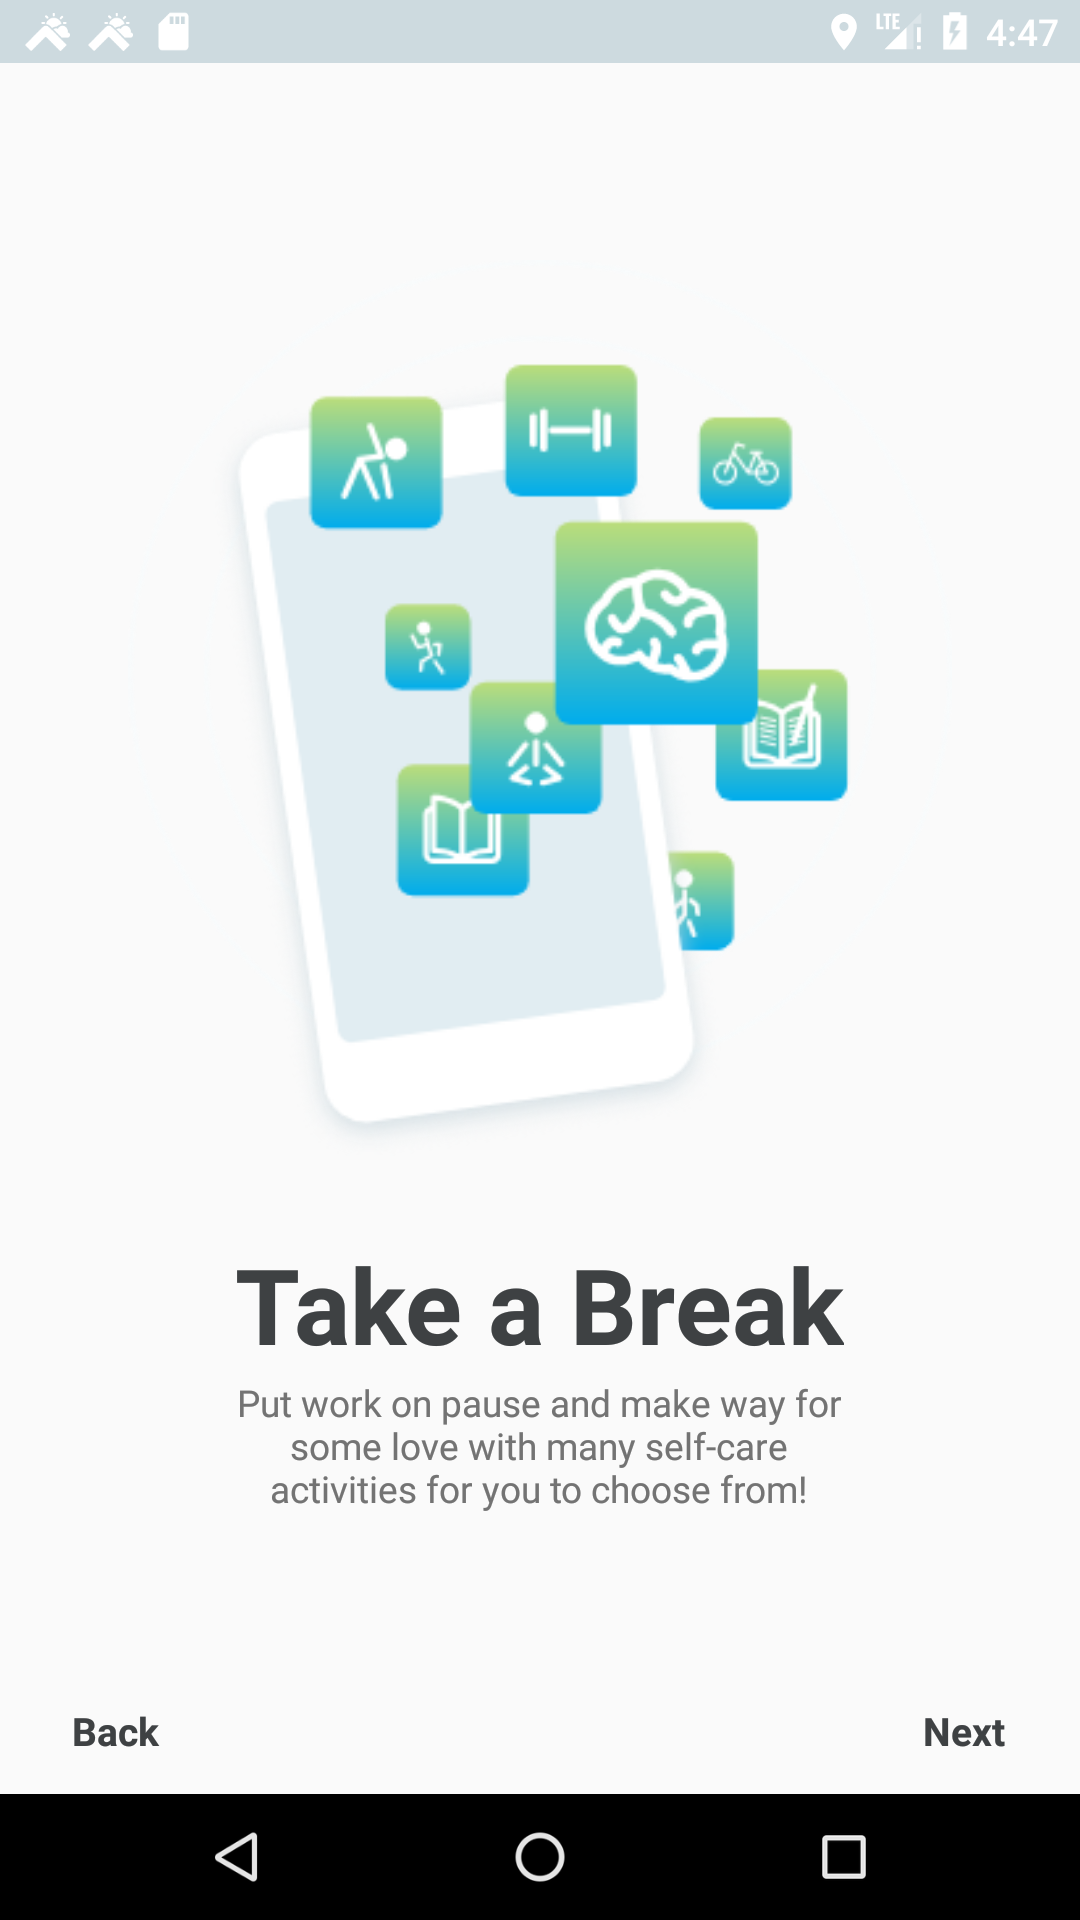 LTE 4:47
Take a Break
Put work on pause and make way for
some love with many self-care
activities for you to choose from!
Back Next